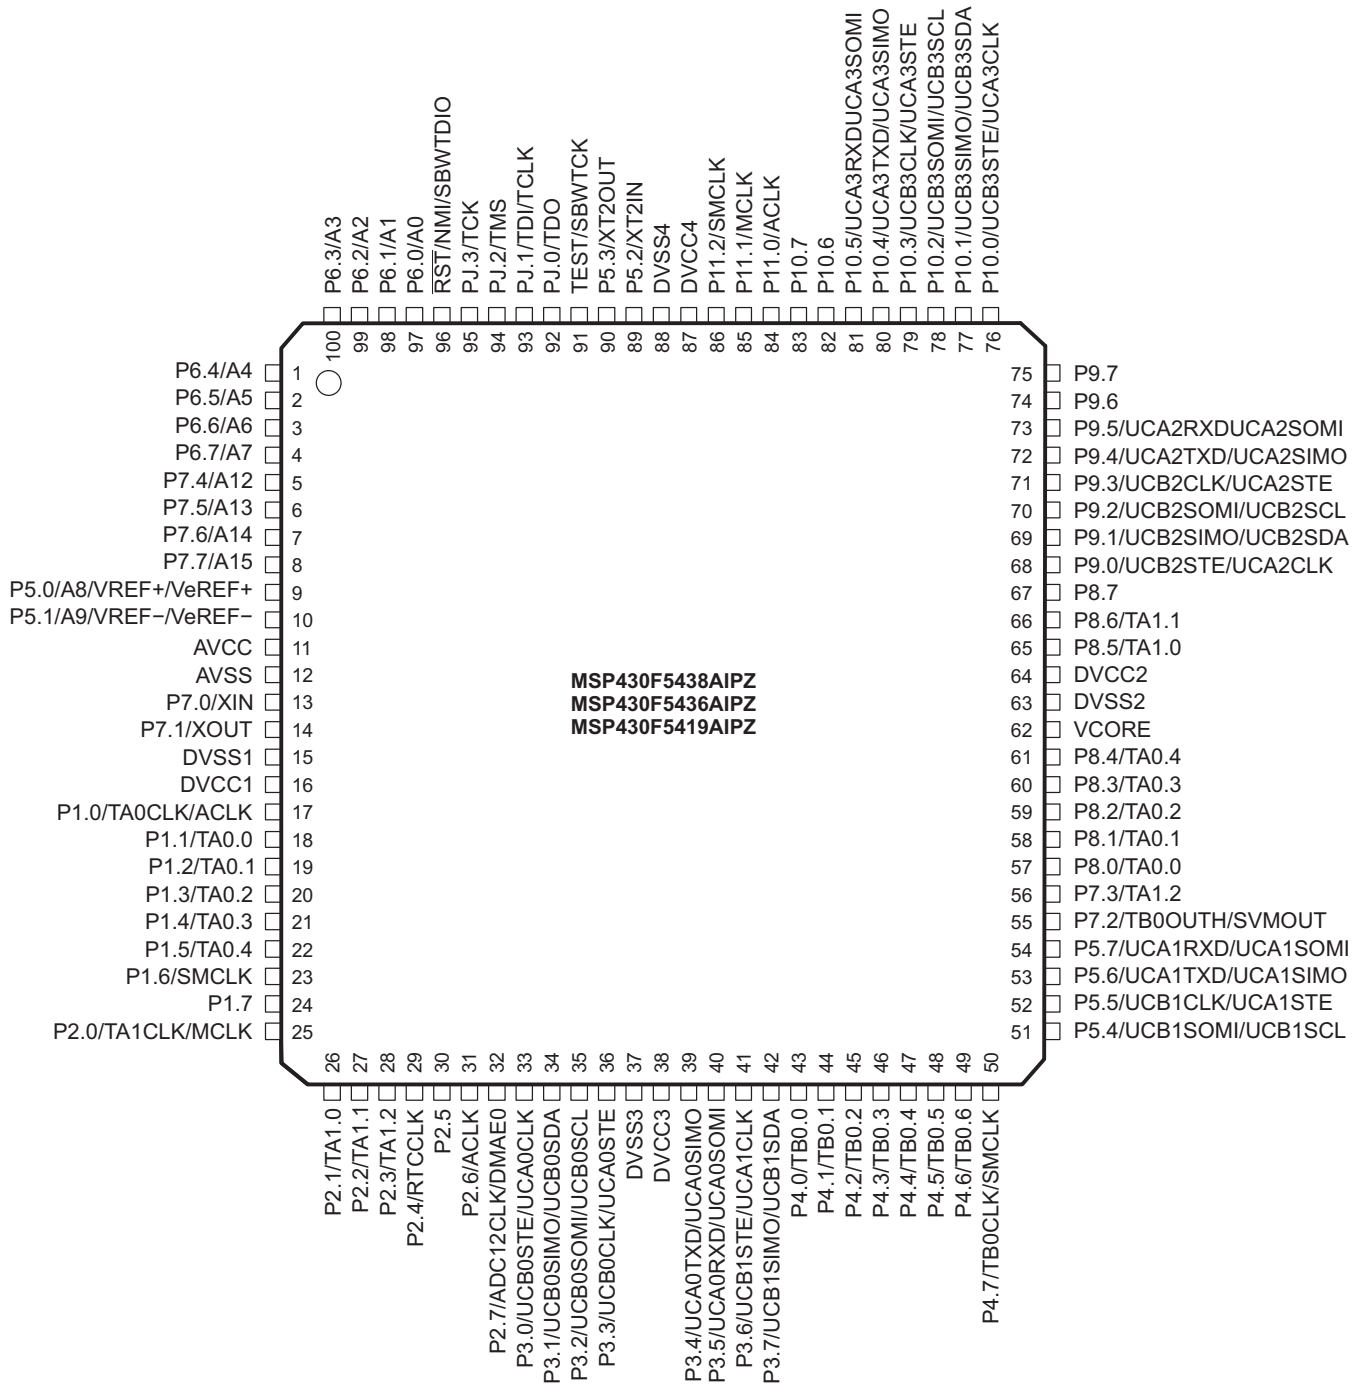 P6.3/A3
P6.2/A2
P6.1/A1
P6.0/A0
RST/NMI/SBWTDIO
PJ.3/TCK
PJ.2/TMS
PJ.1/TDI/TCLK
PJ.0/TDO
TEST/SBWTCK
P5.3/XT2OUT
P5.2/XT2IN
DVSS4
DVCC4
P11.2/SMCLK
P11.1/MCLK
P11.0/ACLK
P10.7
P10.6
P10.5/UCA3RXDUCA3SOMI
P10.4/UCA3TXD/UCA3SIMO
P10.3/UCB3CLK/UCA3STE
P10.2/UCB3SOMI/UCB3SCL
P10.1/UCB3SIMO/UCB3SDA
P10.0/UCB3STE/UCA3CLK
100
99
98
97
96
95
94
93
92
91
90
89
88
87
86
85
84
83
82
81
80
79
78
77
76
P6.4/A4 1
P6.5/A5 2
P6.6/A6 3
P6.7/A7 4
P7.4/A12 5
P7.5/A13 6
P7.6/A14 7
P7.7/A15 8
P5.0/A8/VREF+/VeREF+ 9
P5.1/A9/VREF−/VeREF− 10
AVCC 11
AVSS 12
P7.0/XIN 13
P7.1/XOUT 14
DVSS1 15
DVCC1 16
P1.0/TA0CLK/ACLK 17
P1.1/TA0.0 18
P1.2/TA0.1 19
P1.3/TA0.2 20
P1.4/TA0.3 21
P1.5/TA0.4 22
P1.6/SMCLK 23
P1.7 24
P2.0/TA1CLK/MCLK 25
MSP430F5438AIPZ
MSP430F5436AIPZ
MSP430F5419AIPZ
75 P9.7
74 P9.6
73 P9.5/UCA2RXDUCA2SOMI
72 P9.4/UCA2TXD/UCA2SIMO
71 P9.3/UCB2CLK/UCA2STE
70 P9.2/UCB2SOMI/UCB2SCL
69 P9.1/UCB2SIMO/UCB2SDA
68 P9.0/UCB2STE/UCA2CLK
67 P8.7
66 P8.6/TA1.1
65 P8.5/TA1.0
64 DVCC2
63 DVSS2
62 VCORE
61 P8.4/TA0.4
60 P8.3/TA0.3
59 P8.2/TA0.2
58 P8.1/TA0.1
57 P8.0/TA0.0
56 P7.3/TA1.2
55 P7.2/TB0OUTH/SVMOUT
54 P5.7/UCA1RXD/UCA1SOMI
53 P5.6/UCA1TXD/UCA1SIMO
52 P5.5/UCB1CLK/UCA1STE
51 P5.4/UCB1SOMI/UCB1SCL
26
27
28
29
30
31
32
33
34
35
36
37
38
39
40
41
42
43
44
45
46
47
48
49
50
P2.1/TA1.0
P2.2/TA1.1
P2.3/TA1.2
P2.4/RTCCLK
P2.5
P2.6/ACLK
P2.7/ADC12CLK/DMAE0
P3.0/UCB0STE/UCA0CLK
P3.1/UCB0SIMO/UCB0SDA
P3.2/UCB0SOMI/UCB0SCL
P3.3/UCB0CLK/UCA0STE
DVSS3
DVCC3
P3.4/UCA0TXD/UCA0SIMO
P3.5/UCA0RXD/UCA0SOMI
P3.6/UCB1STE/UCA1CLK
P3.7/UCB1SIMO/UCB1SDA
P4.0/TB0.0
P4.1/TB0.1
P4.2/TB0.2
P4.3/TB0.3
P4.4/TB0.4
P4.5/TB0.5
P4.6/TB0.6
P4.7/TB0CLK/SMCLK